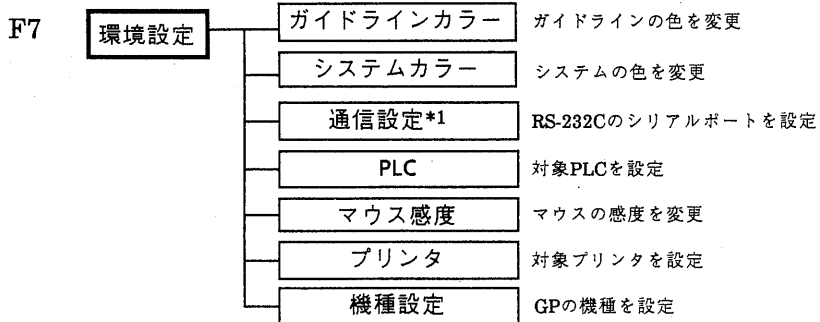 F7 環境設定
ガイドラインカラー ガイドラインの色を変更
システムカラー システムの色を変更
通信設定*1 RS-232Cのシリアルポートを設定
PLC 対象PLCを設定
マウス感度 マウスの感度を変更
プリンタ 対象プリンタを設定
機種設定 GPの機種を設定